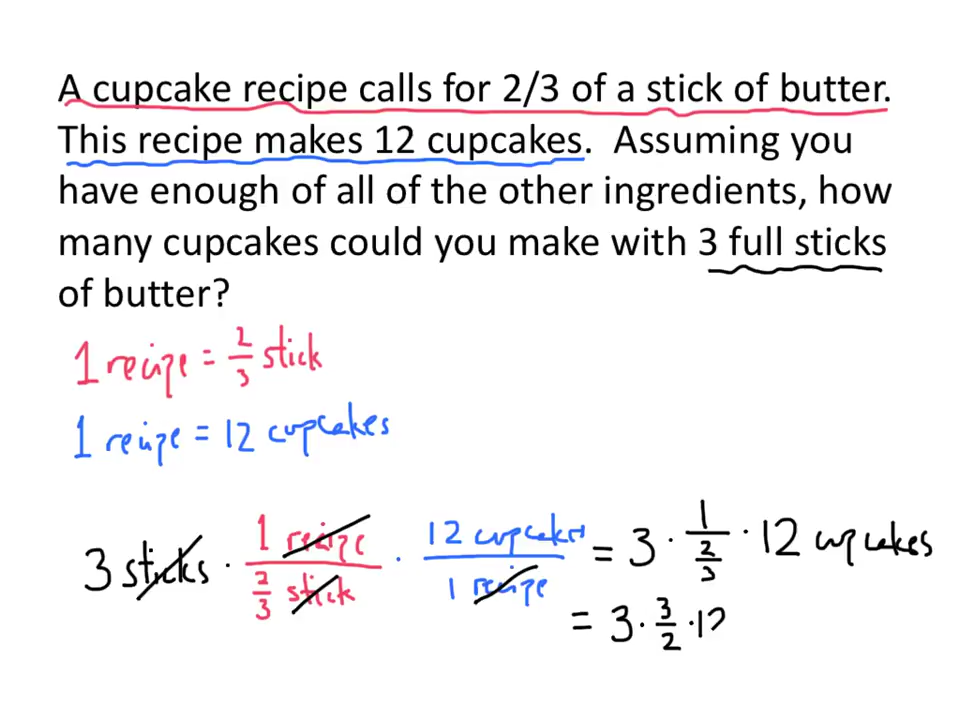 A cupcake recipe calls for 2/3 of a stick of butter.
This recipe makes 12 cupcakes. Assuming you
have enough of all of the other ingredients, how
many cupcakes could you make with 3 full sticks
of butter?
1 recipe = 2/3 stick
1 recipe = 12 cupcakes
3 sticks · 1 recipe / 2/3 stick · 12 cupcakes / 1 recipe = 3 · 1 / 2/3 · 12 cupcakes
= 3 · 3/2 · 12